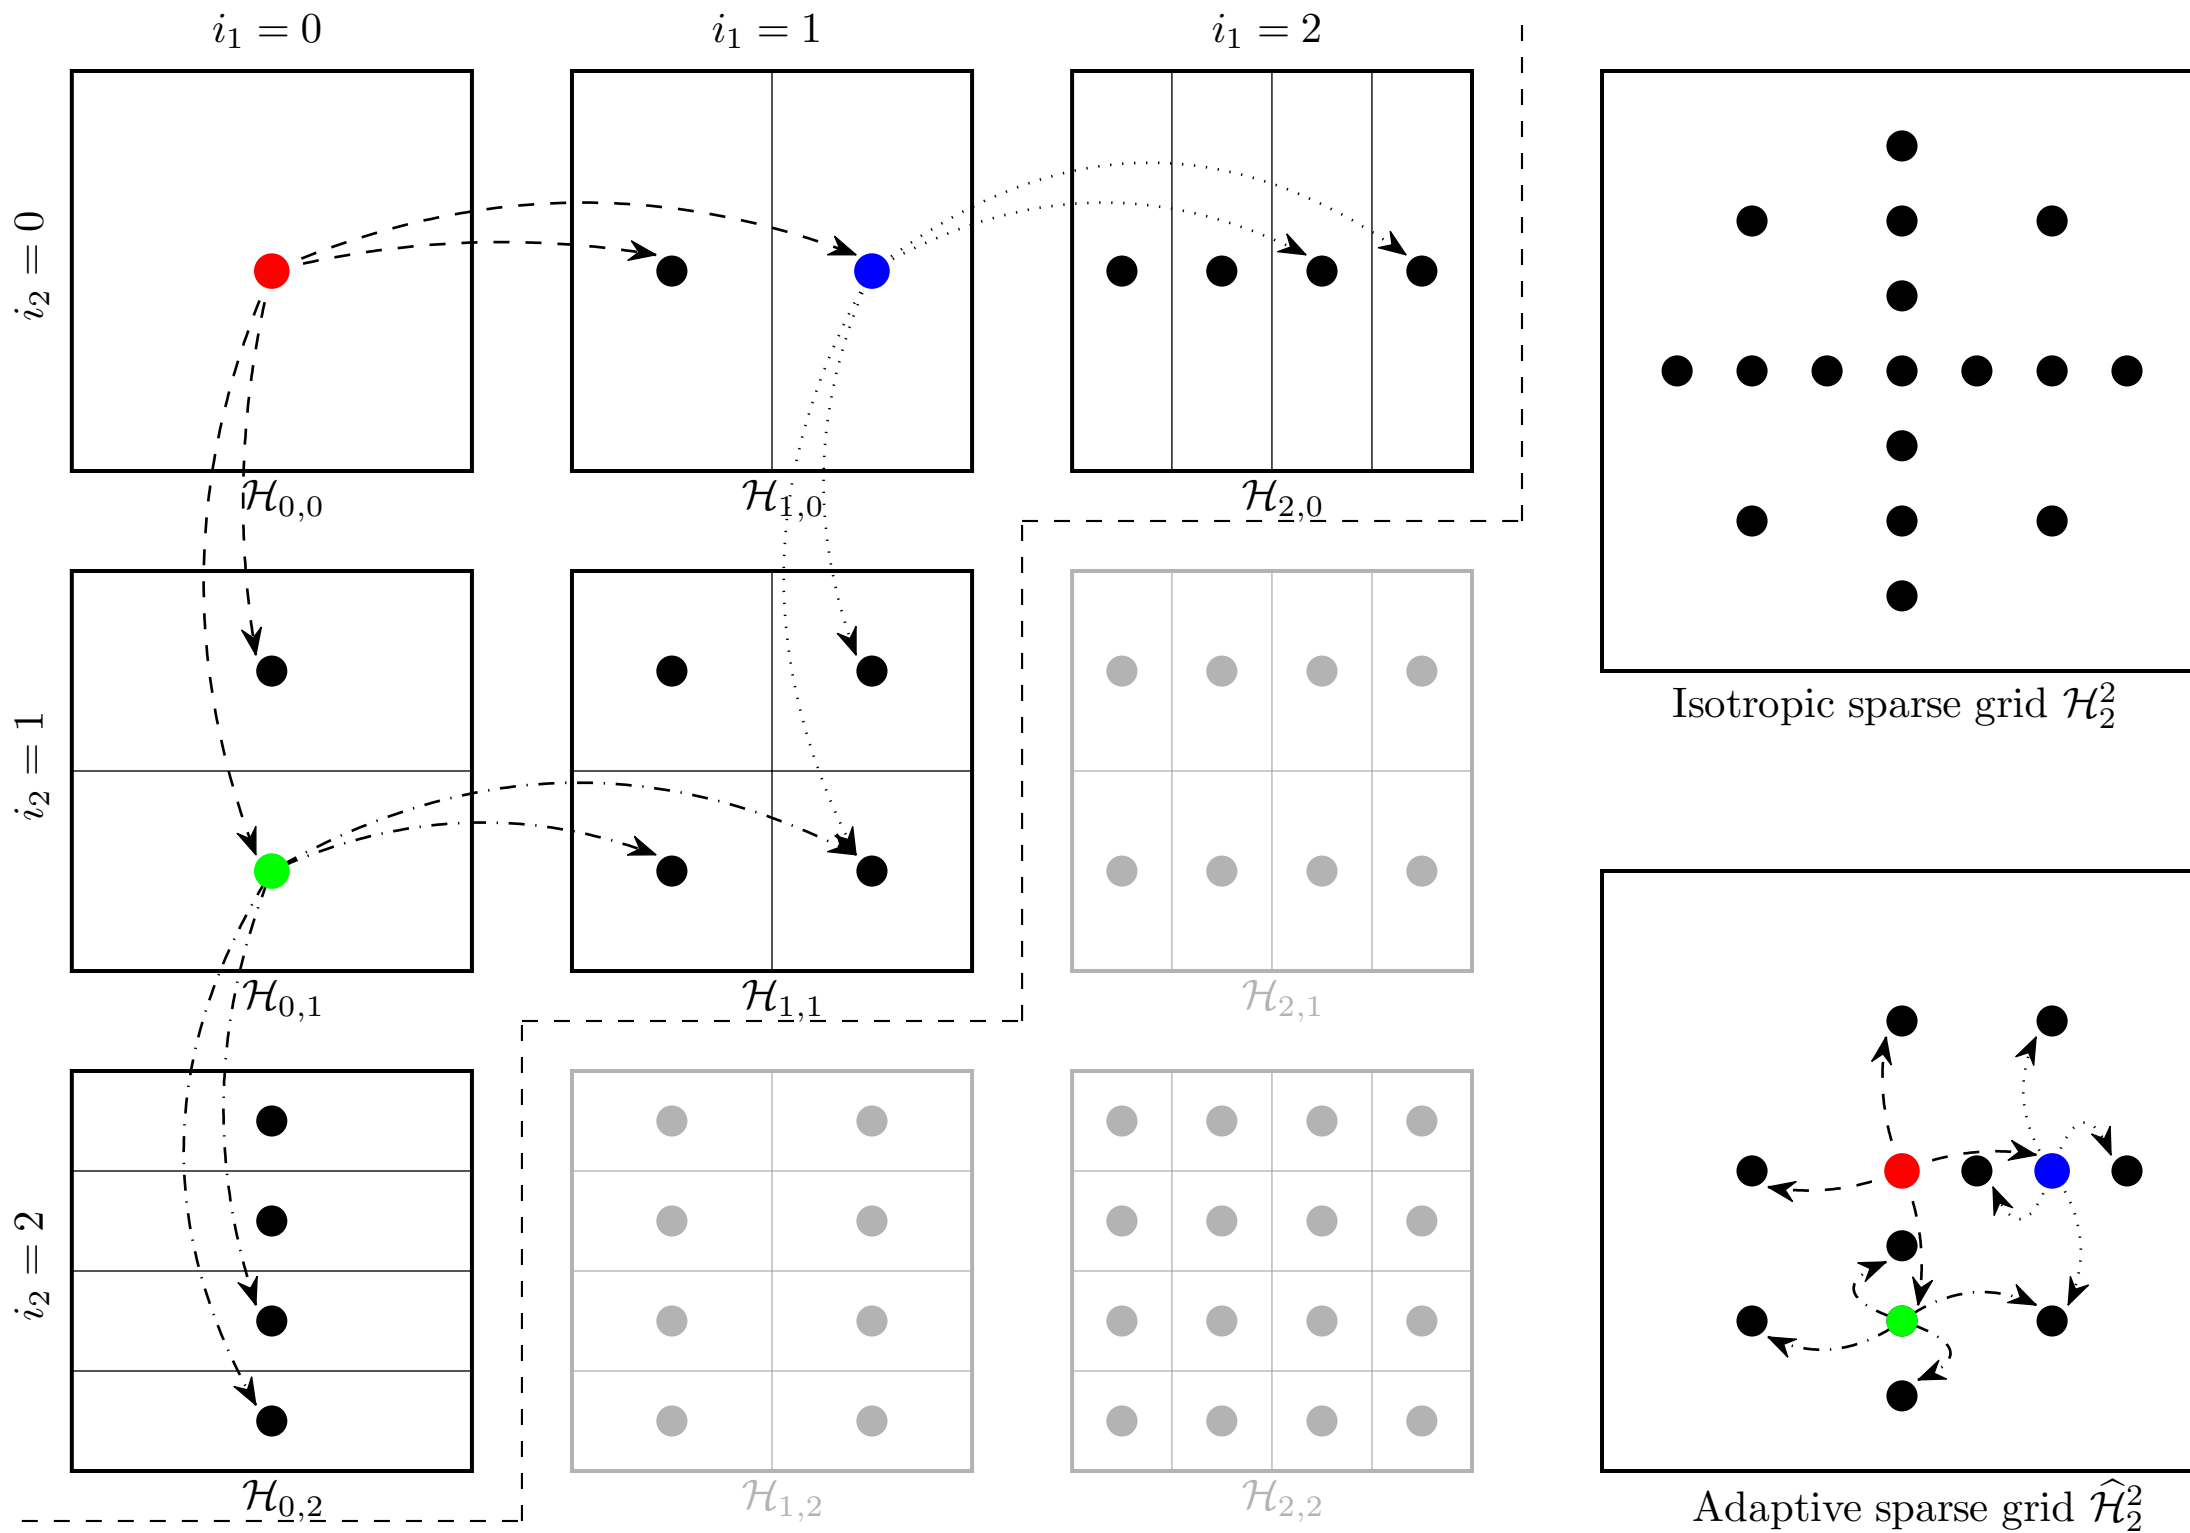 i₁ = 0
i₁ = 1
i₁ = 2
i₂ = 0
ℋ₀,₀
ℋ₁,₀
ℋ₂,₀
Isotropic sparse grid ℋ₂²
i₂ = 1
ℋ₀,₁
ℋ₁,₁
ℋ₂,₁
i₂ = 2
ℋ₀,₂
ℋ₁,₂
ℋ₂,₂
Adaptive sparse grid ℋ̂₂²